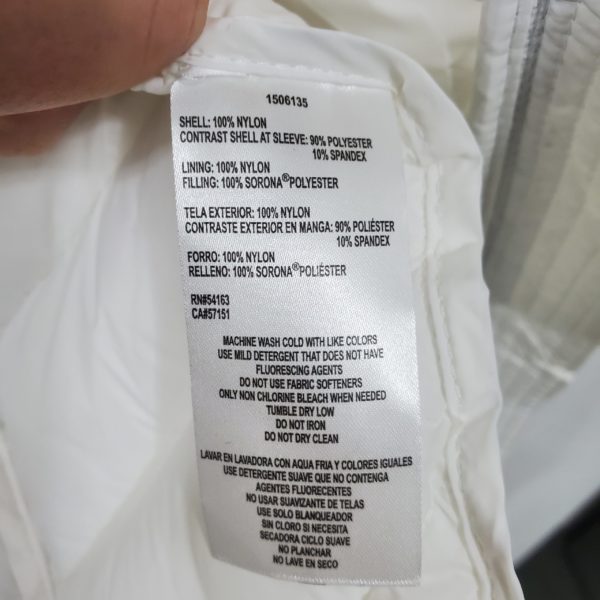 1506135
SHELL: 100% NYLON
CONTRAST SHELL AT SLEEVE: 90% POLYESTER
10% SPANDEX
LINING: 100% NYLON
FILLING: 100% SORONA®POLYESTER
TELA EXTERIOR: 100% NYLON
CONTRASTE EXTERIOR EN MANGA: 90% POLIÉSTER
10% SPANDEX
FORRO: 100% NYLON
RELLENO: 100% SORONA®POLIÉSTER
RN#54163
CA#57151
MACHINE WASH COLD WITH LIKE COLORS
USE MILD DETERGENT THAT DOES NOT HAVE
FLUORESCING AGENTS
DO NOT USE FABRIC SOFTENERS
ONLY NON CHLORINE BLEACH WHEN NEEDED
TUMBLE DRY LOW
DO NOT IRON
DO NOT DRY CLEAN
LAVAR EN LAVADORA CON AQUA FRIA Y COLORES IGUALES
USE DETERGENTE SUAVE QUE NO CONTENGA
AGENTES FLUORECENTES
NO USAR SUAVIZANTE DE TELAS
USE SOLO BLANQUEADOR
SIN CLORO SI NECESITA
SECADORA CICLO SUAVE
NO PLANCHAR
NO LAVE EN SECO